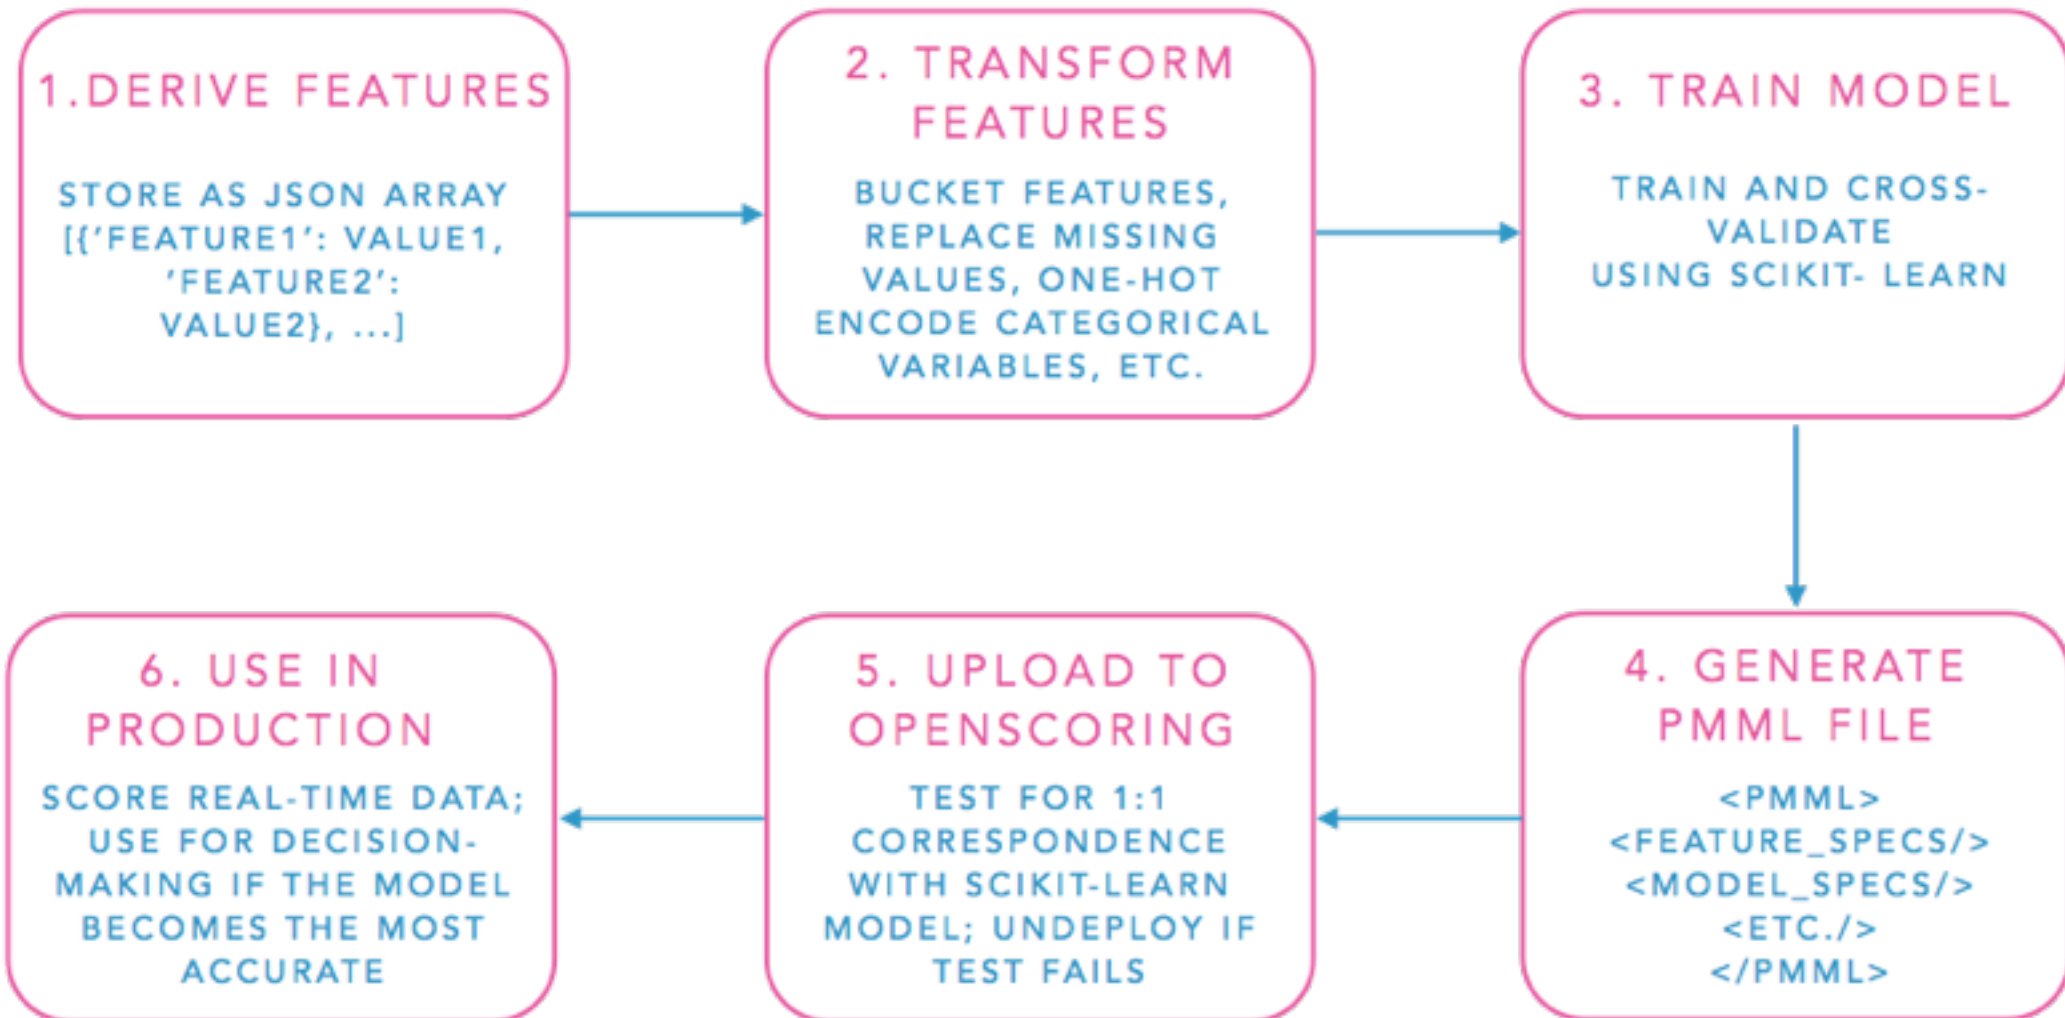 1.DERIVE FEATURES
STORE AS JSON ARRAY
[{'FEATURE1': VALUE1,
'FEATURE2':
VALUE2}, ...]
2. TRANSFORM
FEATURES
BUCKET FEATURES,
REPLACE MISSING
VALUES, ONE-HOT
ENCODE CATEGORICAL
VARIABLES, ETC.
3. TRAIN MODEL
TRAIN AND CROSS-
VALIDATE
USING SCIKIT- LEARN
4. GENERATE
PMML FILE
<PMML>
<FEATURE_SPECS/>
<MODEL_SPECS/>
<ETC./>
</PMML>
5. UPLOAD TO
OPENSCORING
TEST FOR 1:1
CORRESPONDENCE
WITH SCIKIT-LEARN
MODEL; UNDEPLOY IF
TEST FAILS
6. USE IN
PRODUCTION
SCORE REAL-TIME DATA;
USE FOR DECISION-
MAKING IF THE MODEL
BECOMES THE MOST
ACCURATE